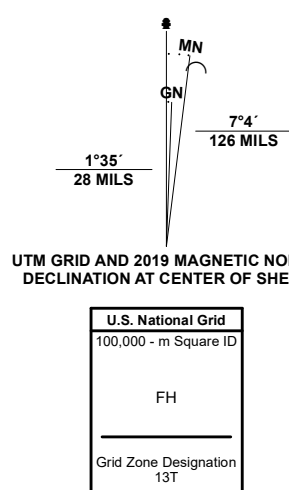 MN
GN
7°4´
126 MILS
1°35´
28 MILS
UTM GRID AND 2019 MAGNETIC NO
DECLINATION AT CENTER OF SHE
U.S. National Grid
100,000 - m Square ID
FH
Grid Zone Designation
13T